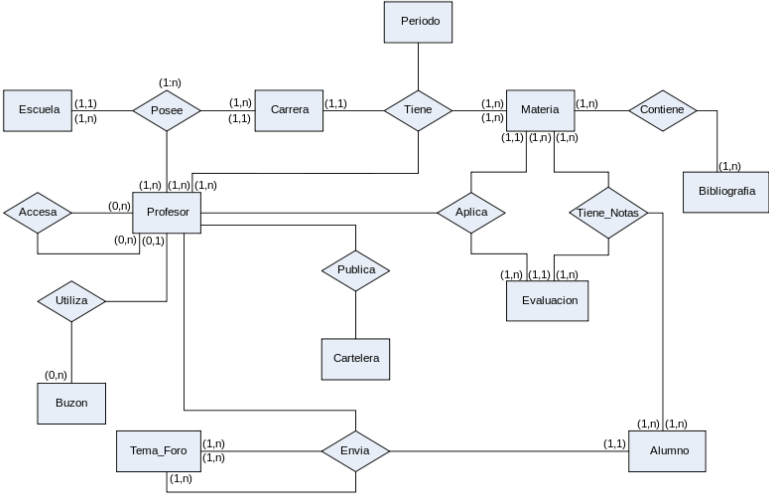 Periodo
(1:n)
Escuela
(1,1)
(1,n)
Posee
(1,n)
(1,1)
Carrera
(1,1)
Tiene
(1,n)
(1,n)
Materia
(1,n)
Contiene
(1,1) (1,n) (1,n)
(1,n)
Bibliografia
(1,n) (1,n) (1,n)
Accesa
(0,n)
Profesor
Aplica
Tiene_Notas
(0,n) (0,1)
Publica
(1,n) (1,1) (1,n)
Evaluacion
Utiliza
Cartelera
(0,n)
Buzon
(1,n) (1,n)
Tema_Foro
(1,n)
(1,n)
Envia
(1,1)
Alumno
(1,n)